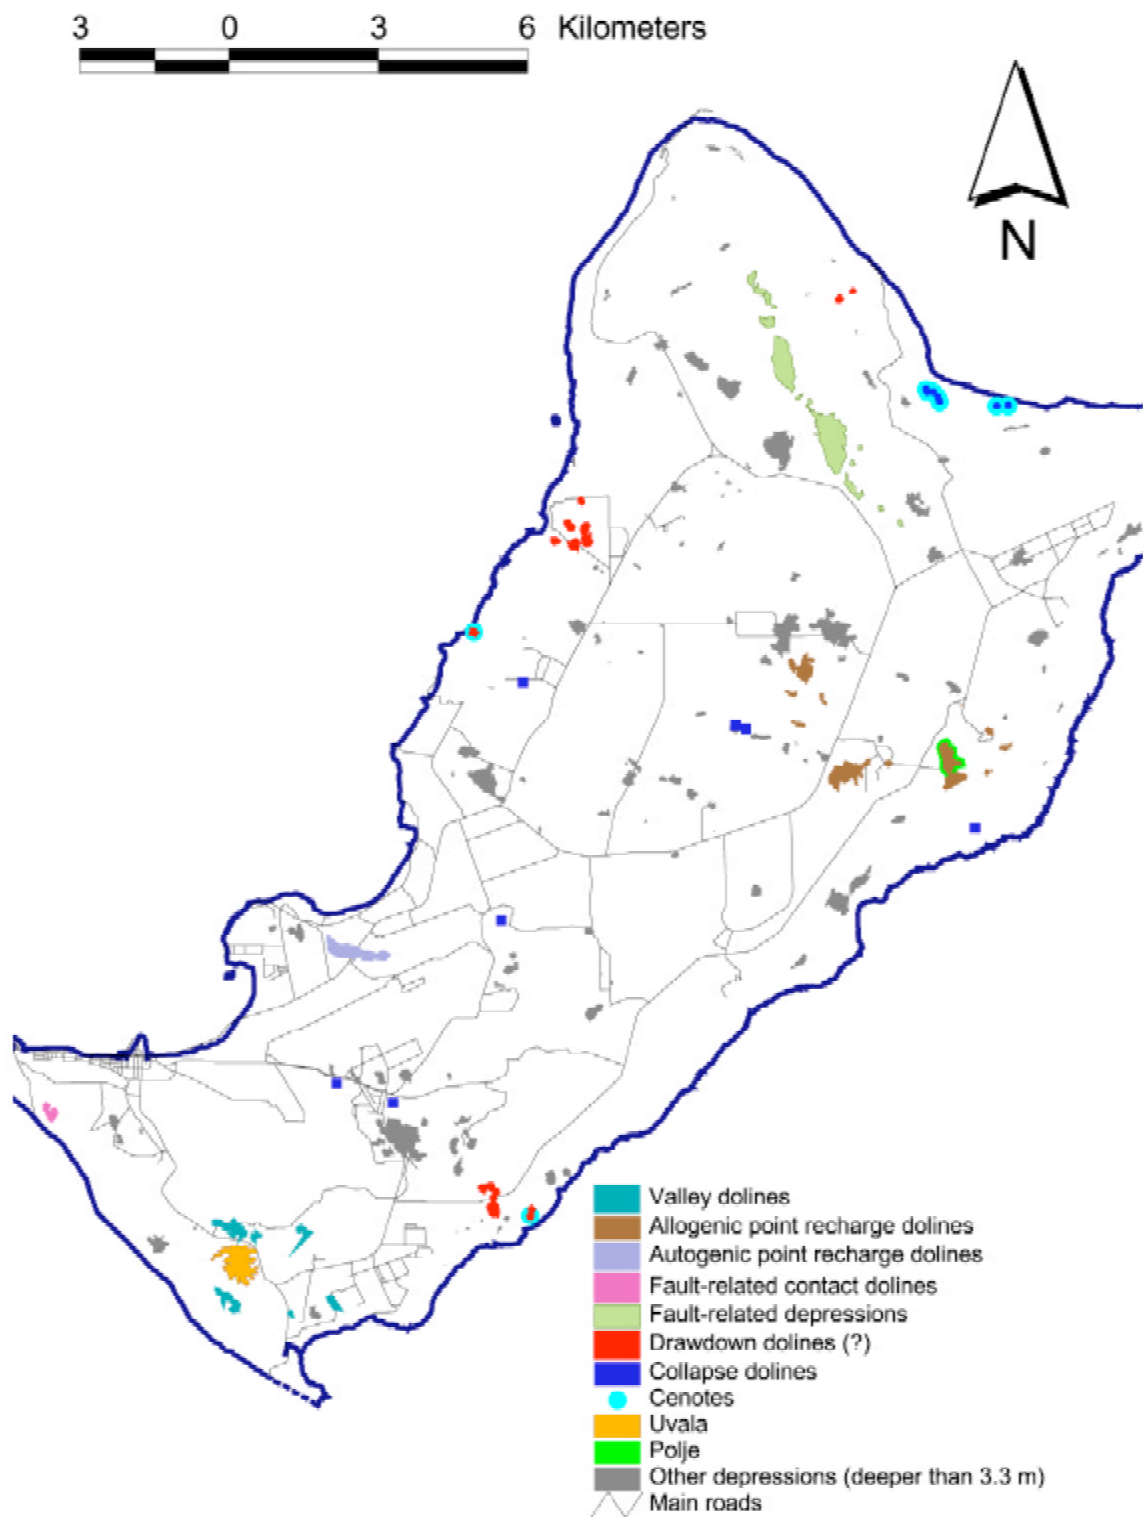 3 0 3 6 Kilometers
N
Valley dolines
Allogenic point recharge dolines
Autogenic point recharge dolines
Fault-related contact dolines
Fault-related depressions
Drawdown dolines (?)
Collapse dolines
Cenotes
Uvala
Polje
Other depressions (deeper than 3.3 m)
Main roads